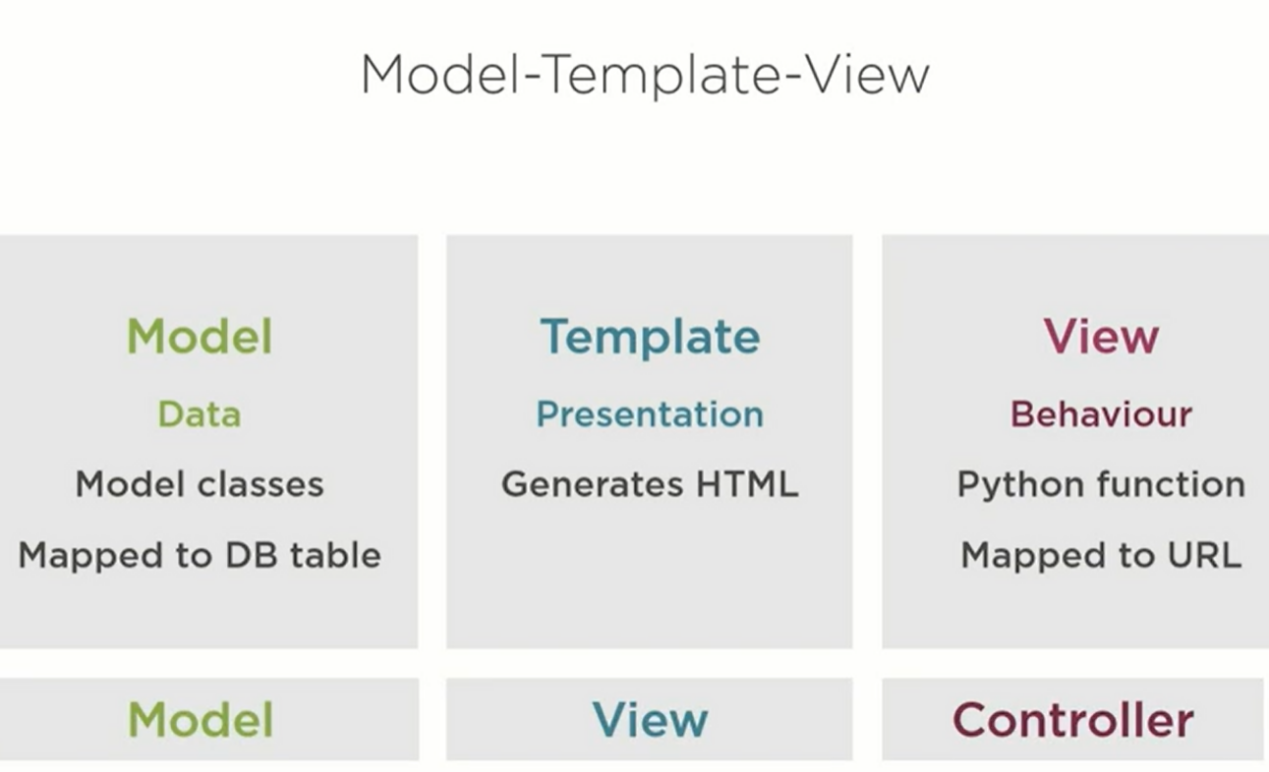 Model-Template-View
Model
Data
Model classes
Mapped to DB table
Template
Presentation
Generates HTML
View
Behaviour
Python function
Mapped to URL
Model
View
Controller